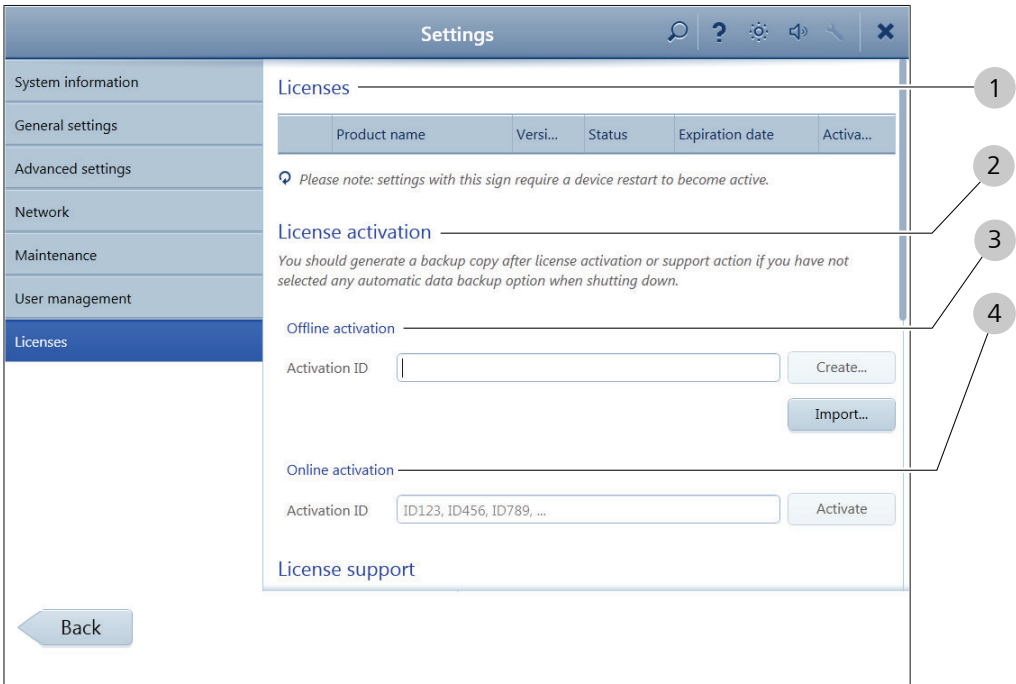 Settings
?
System information
General settings
Advanced settings
Network
Maintenance
User management
Licenses
Back
Licenses
Product name Versi... Status Expiration date Activa...
Please note: settings with this sign require a device restart to become active.
License activation
You should generate a backup copy after license activation or support action if you have not
selected any automatic data backup option when shutting down.
Offline activation
Activation ID Create...
Import...
Online activation
Activation ID ID123, ID456, ID789, ... Activate
License support
1
2
3
4